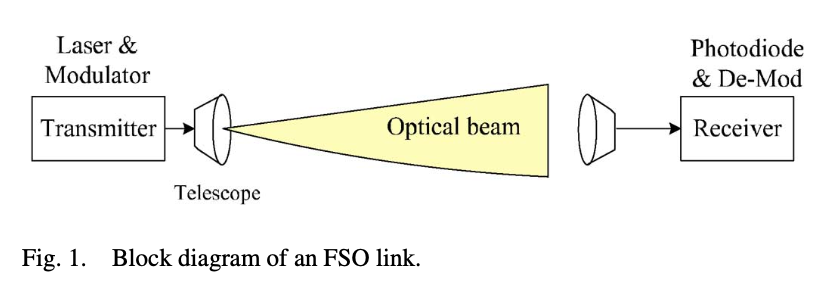 Laser &
Modulator
Transmitter
Telescope
Optical beam
Photodiode
& De-Mod
Receiver
Fig. 1. Block diagram of an FSO link.